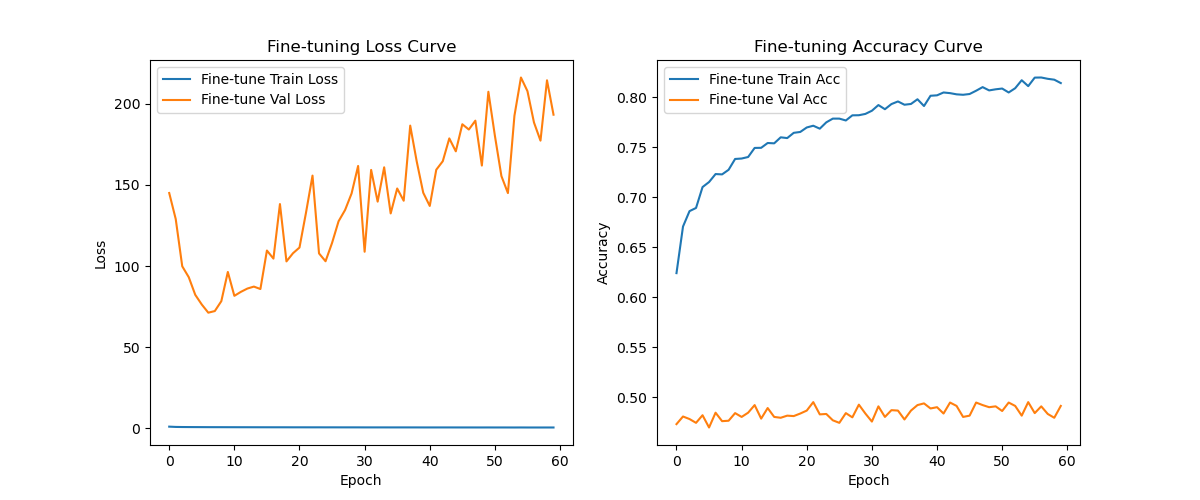 Fine-tuning Loss Curve
Fine-tune Train Loss
Fine-tune Val Loss
200
150
100
50
0
Loss
0 10 20 30 40 50 60
Epoch
Fine-tuning Accuracy Curve
Fine-tune Train Acc
Fine-tune Val Acc
0.80
0.75
0.70
0.65
0.60
0.55
0.50
Accuracy
0 10 20 30 40 50 60
Epoch